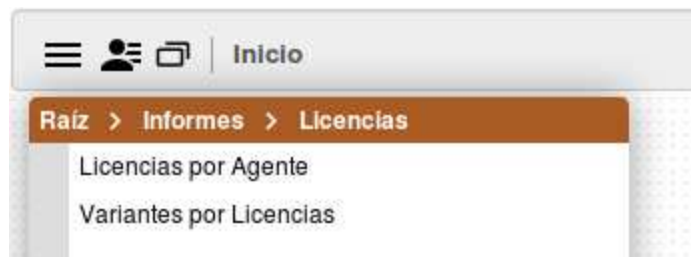 Inicio
Raíz > Informes > Licencias
Licencias por Agente
Variantes por Licencias